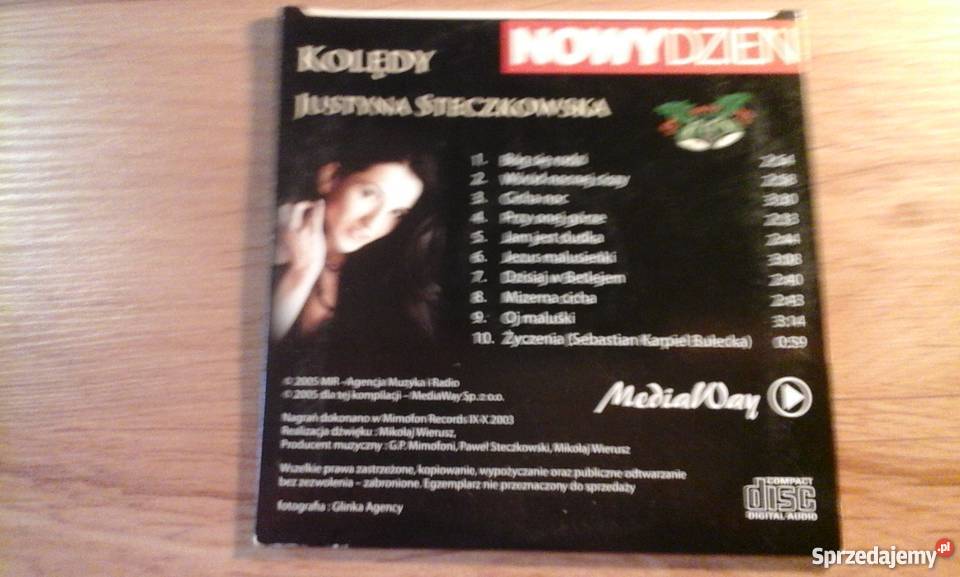 KOLĘDY
NOWYDZIEŃ
JUSTYNA STECZKOWSKA
1. Bóg się rodzi 2:54
2. Wśród nocnej ciszy 2:38
3. Cicha noc 3:30
4. Przy onej górze 2:33
5. Jam jest dudka 2:44
6. Jezus malusieńki 3:08
7. Dzisiaj w Betlejem 2:40
8. Mizerna cicha 2:43
9. Oj maluśki 3:14
10. Życzenia (Sebastian Karpiel Bułecka) 0:59
© 2005 MIR - Agencja Muzyka i Radio
© 2005 dla tej kompilacji – MediaWay Sp. z o.o.
MediaWay
Nagrań dokonano w Mimofon Records IX-X 2003
Realizacja dźwięku : Mikołaj Wierusz,
Producent muzyczny : G.P. Mimofoni, Paweł Steczkowski, Mikołaj Wierusz
Wszelkie prawa zastrzeżone, kopiowanie, wypożyczanie oraz publiczne odtwarzanie
bez zezwolenia – zabronione. Egzemplarz nie przeznaczony do sprzedaży
fotografia : Glinka Agency
COMPACT
disc
DIGITAL AUDIO
Sprzedajemy.pl